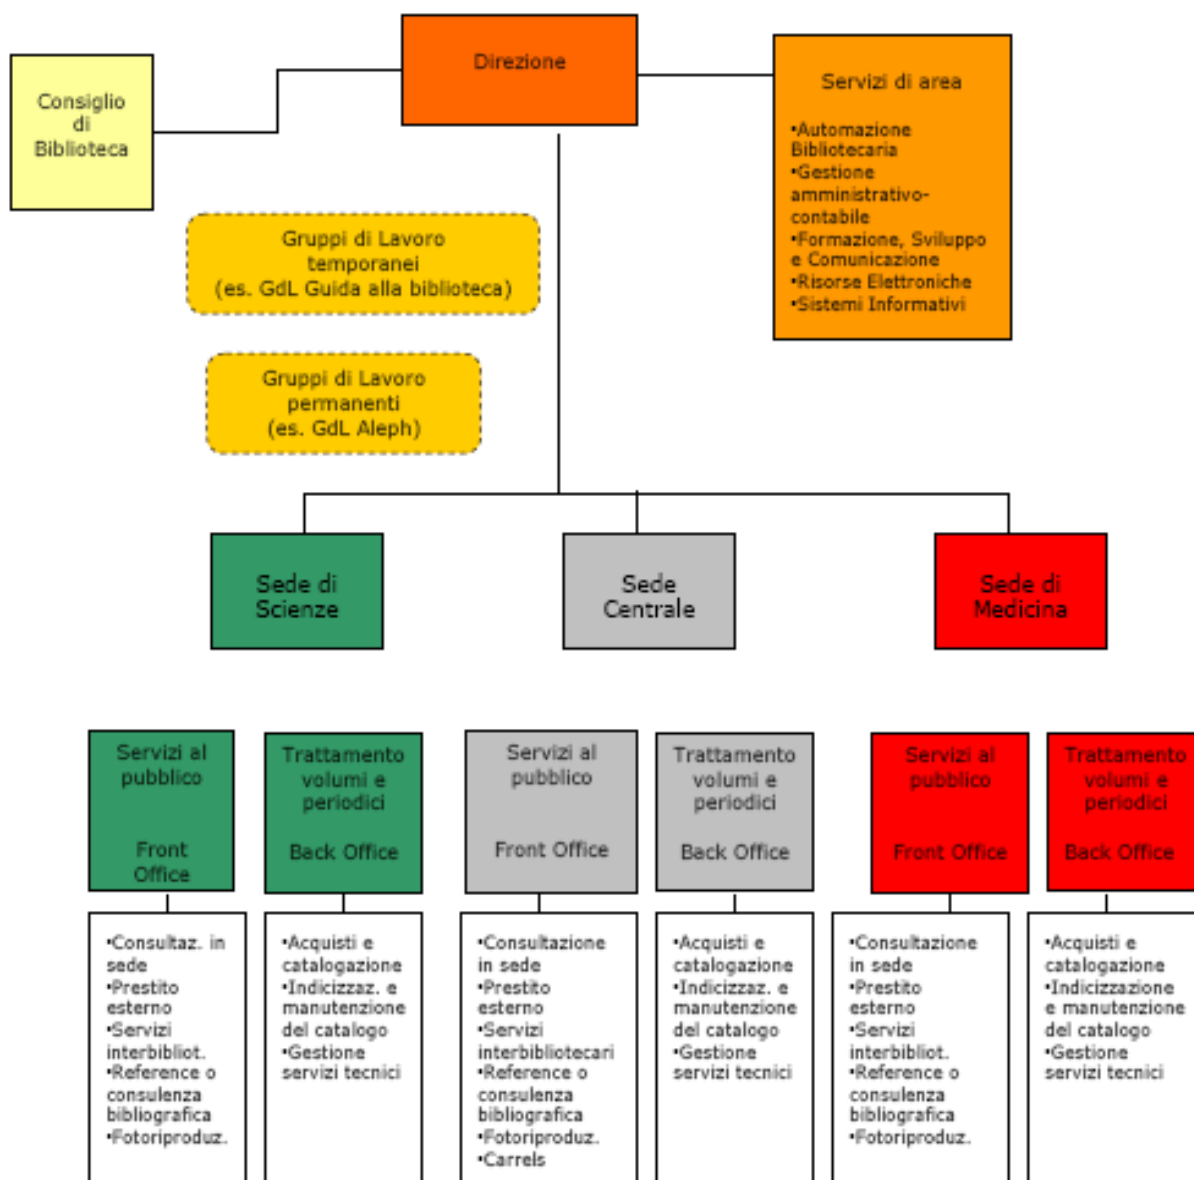 Direzione
Consiglio
di
Biblioteca
Servizi di area
•Automazione
Bibliotecaria
•Gestione
amministrativo-
contabile
•Formazione, Sviluppo
e Comunicazione
•Risorse Elettroniche
•Sistemi Informativi
Gruppi di Lavoro
temporanei
(es. GdL Guida alla biblioteca)
Gruppi di Lavoro
permanenti
(es. GdL Aleph)
Sede di
Scienze
Sede
Centrale
Sede di
Medicina
Servizi al
pubblico
Front
Office
Trattamento
volumi e
periodici
Back Office
Servizi al
pubblico
Front Office
Trattamento
volumi e
periodici
Back Office
Servizi al
pubblico
Front Office
Trattamento
volumi e
periodici
Back Office
•Consultaz. in
sede
•Prestito
esterno
•Servizi
interbibliot.
•Reference o
consulenza
bibliografica
•Fotoriproduz.
•Acquisti e
catalogazione
•Indicizzaz. e
manutenzione
del catalogo
•Gestione
servizi tecnici
•Consultazione
in sede
•Prestito
esterno
•Servizi
interbibliotecari
•Reference o
consulenza
bibliografica
•Fotoriproduz.
•Carrels
•Acquisti e
catalogazione
•Indicizzaz. e
manutenzione
del catalogo
•Gestione
servizi tecnici
•Consultazione
in sede
•Prestito
esterno
•Servizi
interbibliot.
•Reference o
consulenza
bibliografica
•Fotoriproduz.
•Acquisti e
catalogazione
•Indicizzazione
e manutenzione
del catalogo
•Gestione
servizi tecnici